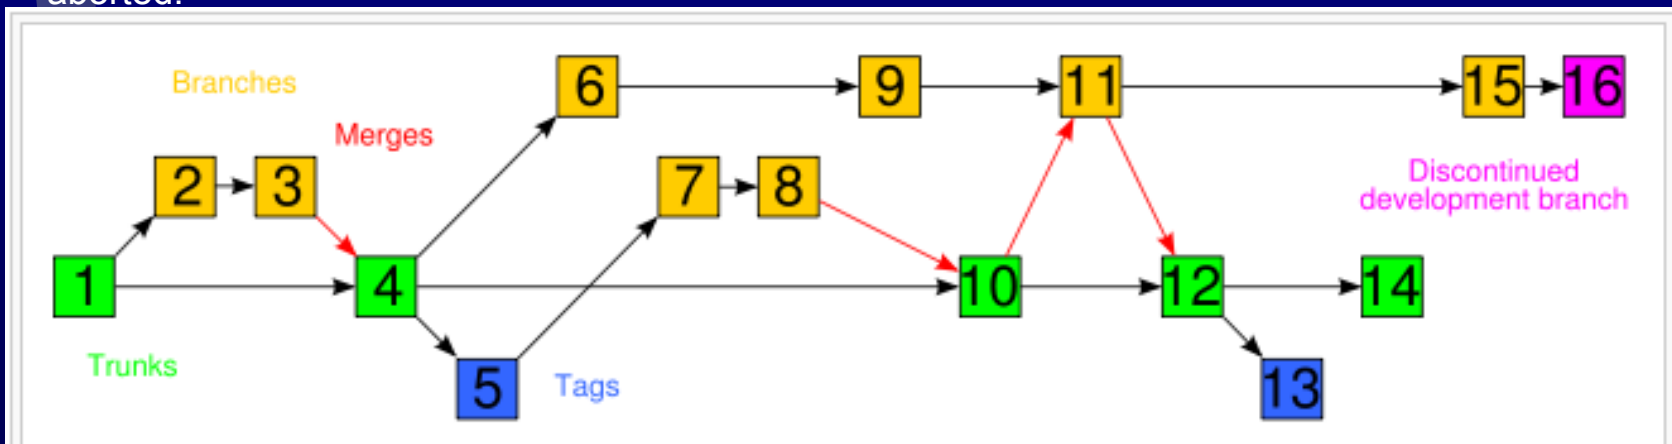 aborted.
Branches
6
9
11
15
16
Merges
2
3
7
8
Discontinued
development branch
1
4
10
12
14
Trunks
5
Tags
13